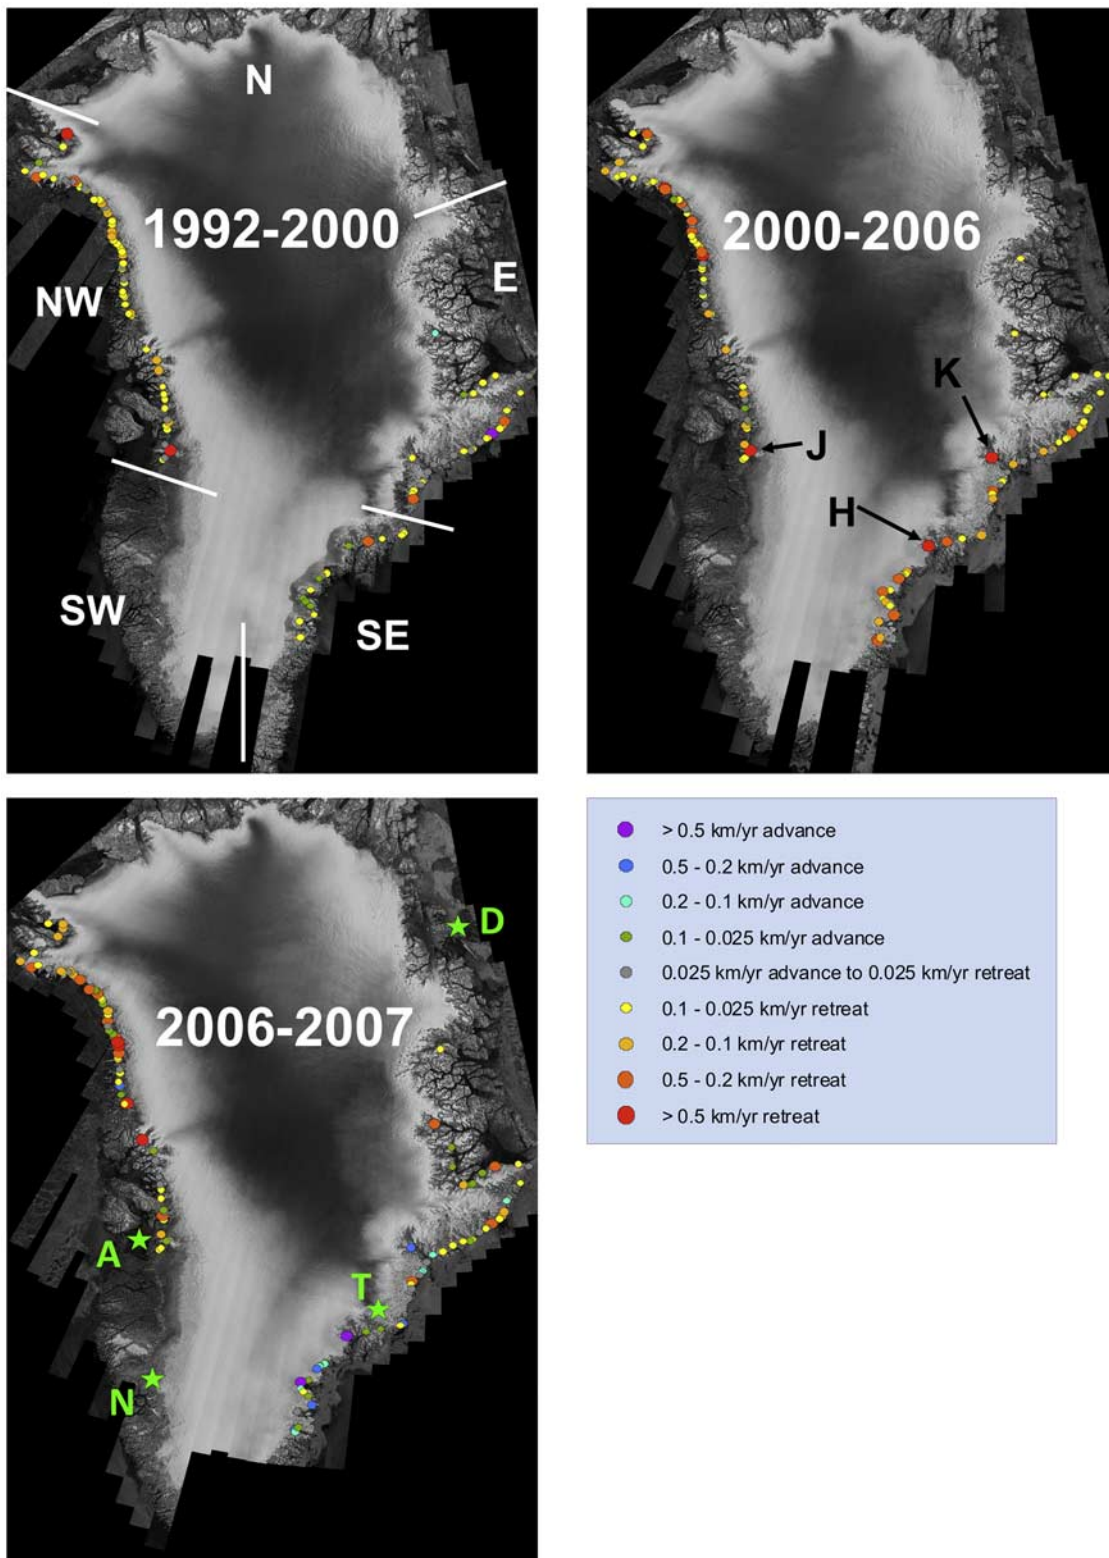 N
1992-2000
E
NW
SW
SE
2000-2006
K
J
H
D
2006-2007
A
T
N
> 0.5 km/yr advance
0.5 - 0.2 km/yr advance
0.2 - 0.1 km/yr advance
0.1 - 0.025 km/yr advance
0.025 km/yr advance to 0.025 km/yr retreat
0.1 - 0.025 km/yr retreat
0.2 - 0.1 km/yr retreat
0.5 - 0.2 km/yr retreat
> 0.5 km/yr retreat